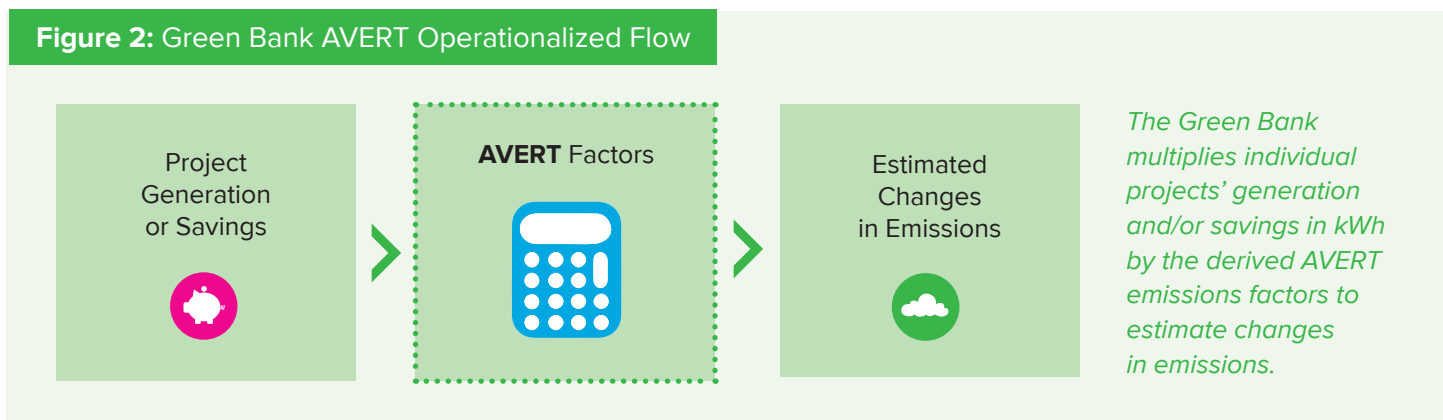 Figure 2: Green Bank AVERT Operationalized Flow
Project
Generation
or Savings
AVERT Factors
Estimated
Changes
in Emissions
The Green Bank
multiplies individual
projects’ generation
and/or savings in kWh
by the derived AVERT
emissions factors to
estimate changes
in emissions.